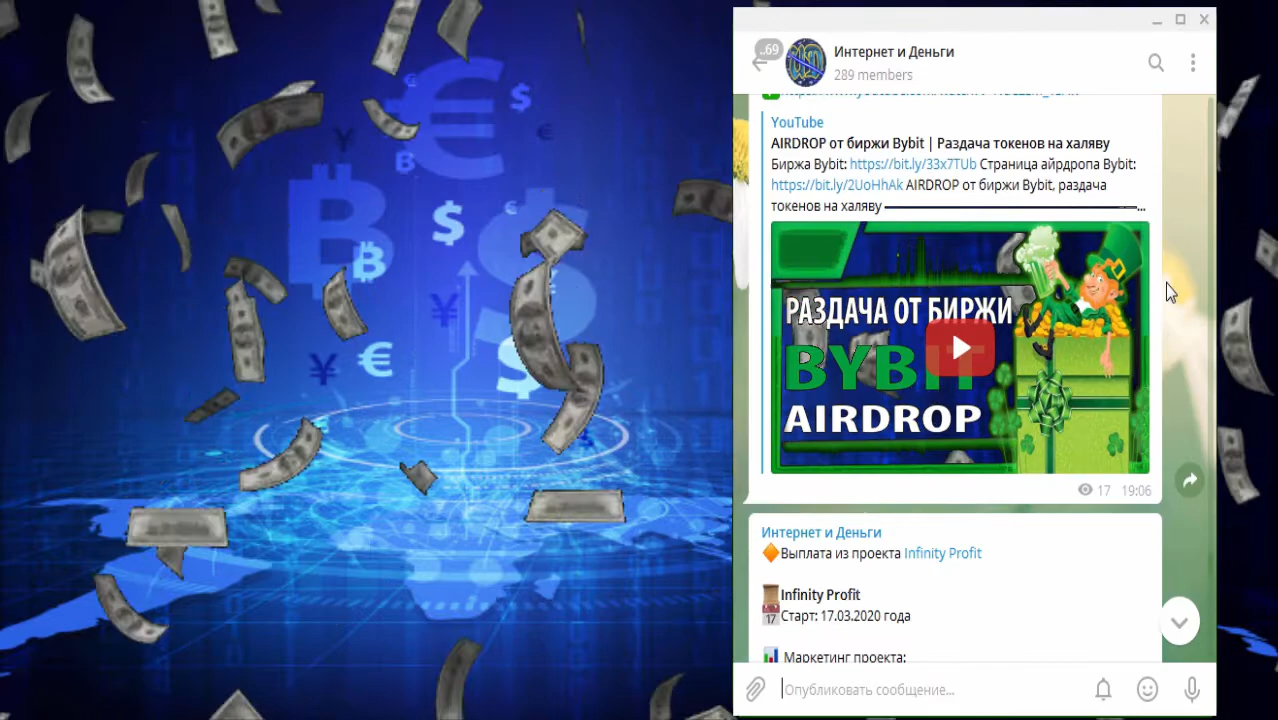 ..69
Интернет и Деньги
289 members
YouTube
AIRDROP от биржи Bybit | Раздача токенов на халяву
Биржа Bybit: https://bit.ly/33x7TUb Страница айрдропа Bybit:
https://bit.ly/2UoHhAk AIRDROP от биржи Bybit, раздача
токенов на халяву ━━━━━━━━━━━━━━━━━━...
РАЗДАЧА ОТ БИРЖИ
BYBIT
AIRDROP
17 19:06
Интернет и Деньги
Выплата из проекта Infinity Profit
Infinity Profit
17 Старт: 17.03.2020 года
Маркетинг проекта:
Опубликовать сообщение...